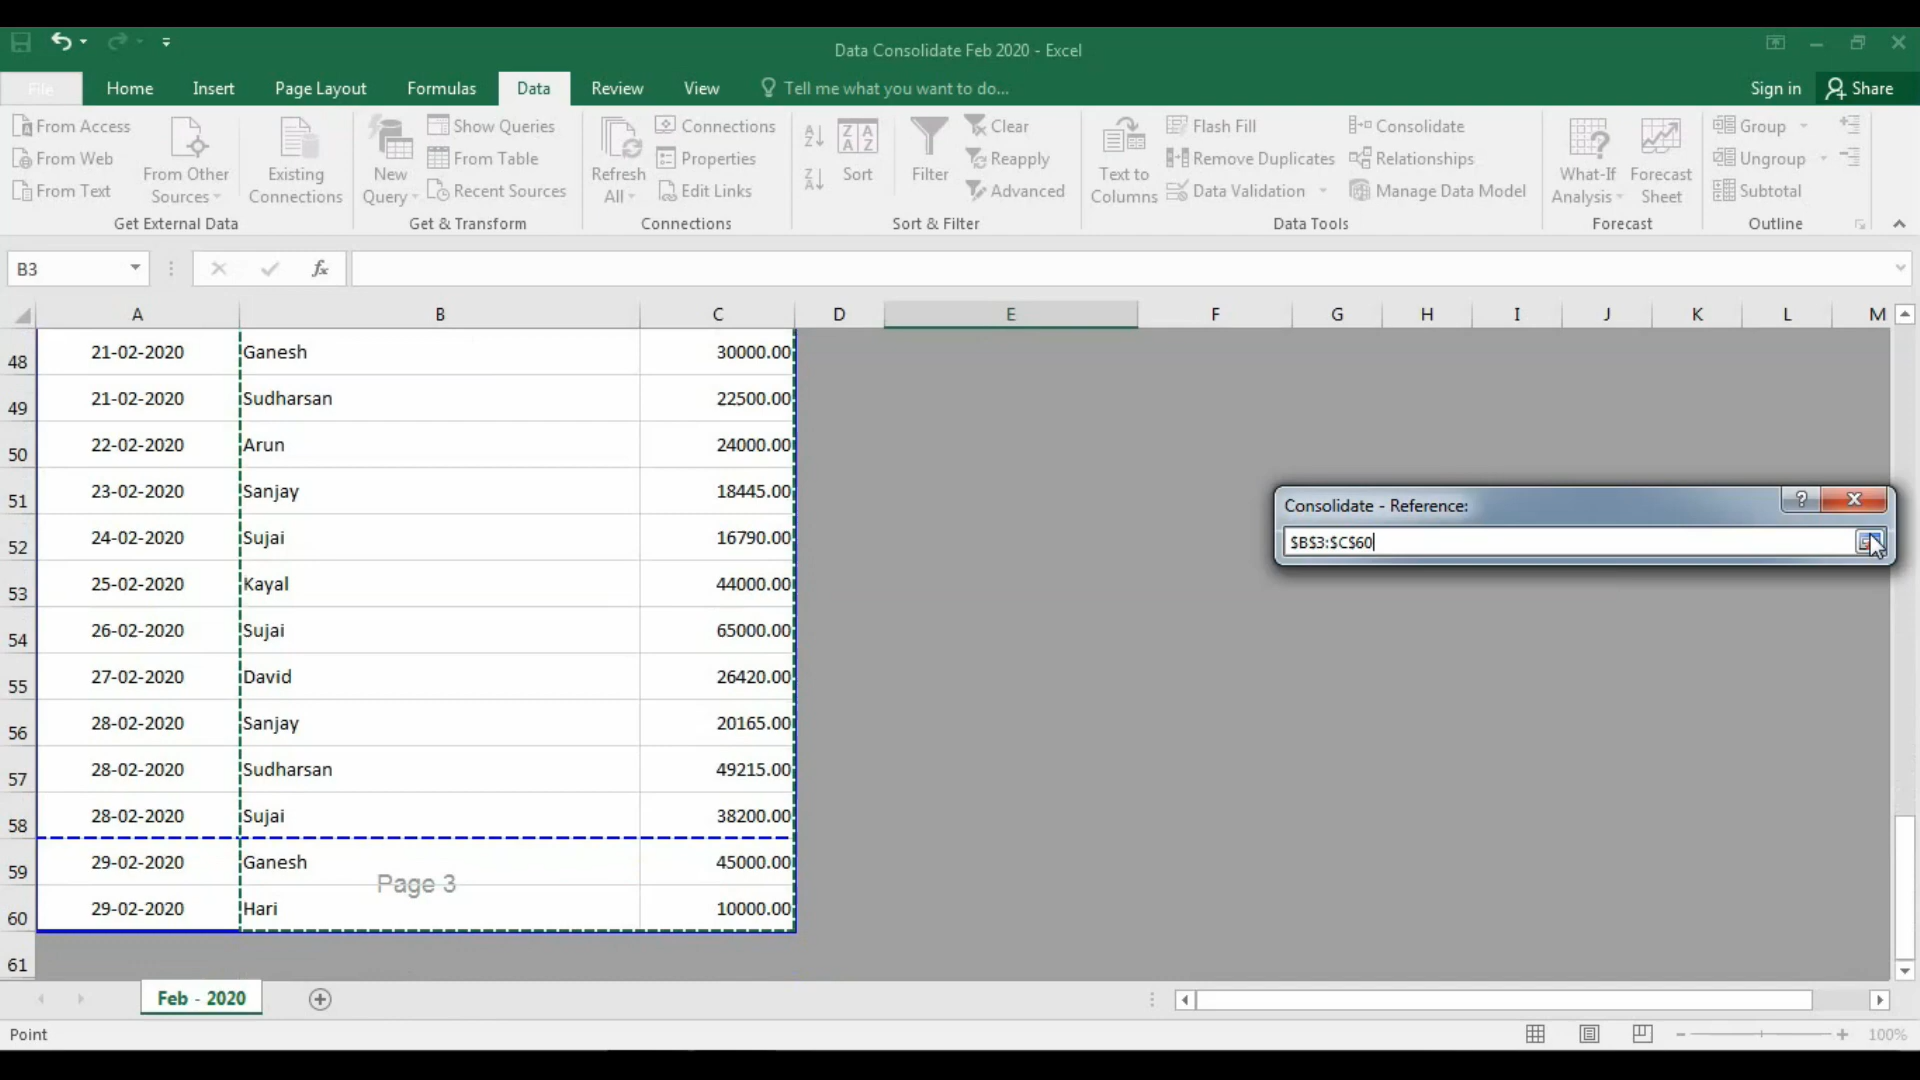 Data Consolidate Feb 2020 - Excel
File Home Insert Page Layout Formulas Data Review View Tell me what you want to do... Sign in Share
From Access
From Web
From Text
From Other Sources
Existing Connections
Get External Data
New Query
Show Queries
From Table
Recent Sources
Get & Transform
Refresh All
Connections
Properties
Edit Links
Connections
Sort
Filter
Clear
Reapply
Advanced
Sort & Filter
Text to Columns
Flash Fill
Remove Duplicates
Data Validation
Consolidate
Relationships
Manage Data Model
Data Tools
What-If Analysis
Forecast Sheet
Forecast
Group
Ungroup
Subtotal
Outline
B3 fx
A B C D E F G H I J K L M
48 21-02-2020 Ganesh 30000.00
49 21-02-2020 Sudharsan 22500.00
50 22-02-2020 Arun 24000.00
51 23-02-2020 Sanjay 18445.00
52 24-02-2020 Sujai 16790.00
53 25-02-2020 Kayal 44000.00
54 26-02-2020 Sujai 65000.00
55 27-02-2020 David 26420.00
56 28-02-2020 Sanjay 20165.00
57 28-02-2020 Sudharsan 49215.00
58 28-02-2020 Sujai 38200.00
59 29-02-2020 Ganesh 45000.00
Page 3
60 29-02-2020 Hari 10000.00
61
Consolidate - Reference:
$B$3:$C$60
Feb - 2020
Point 100%